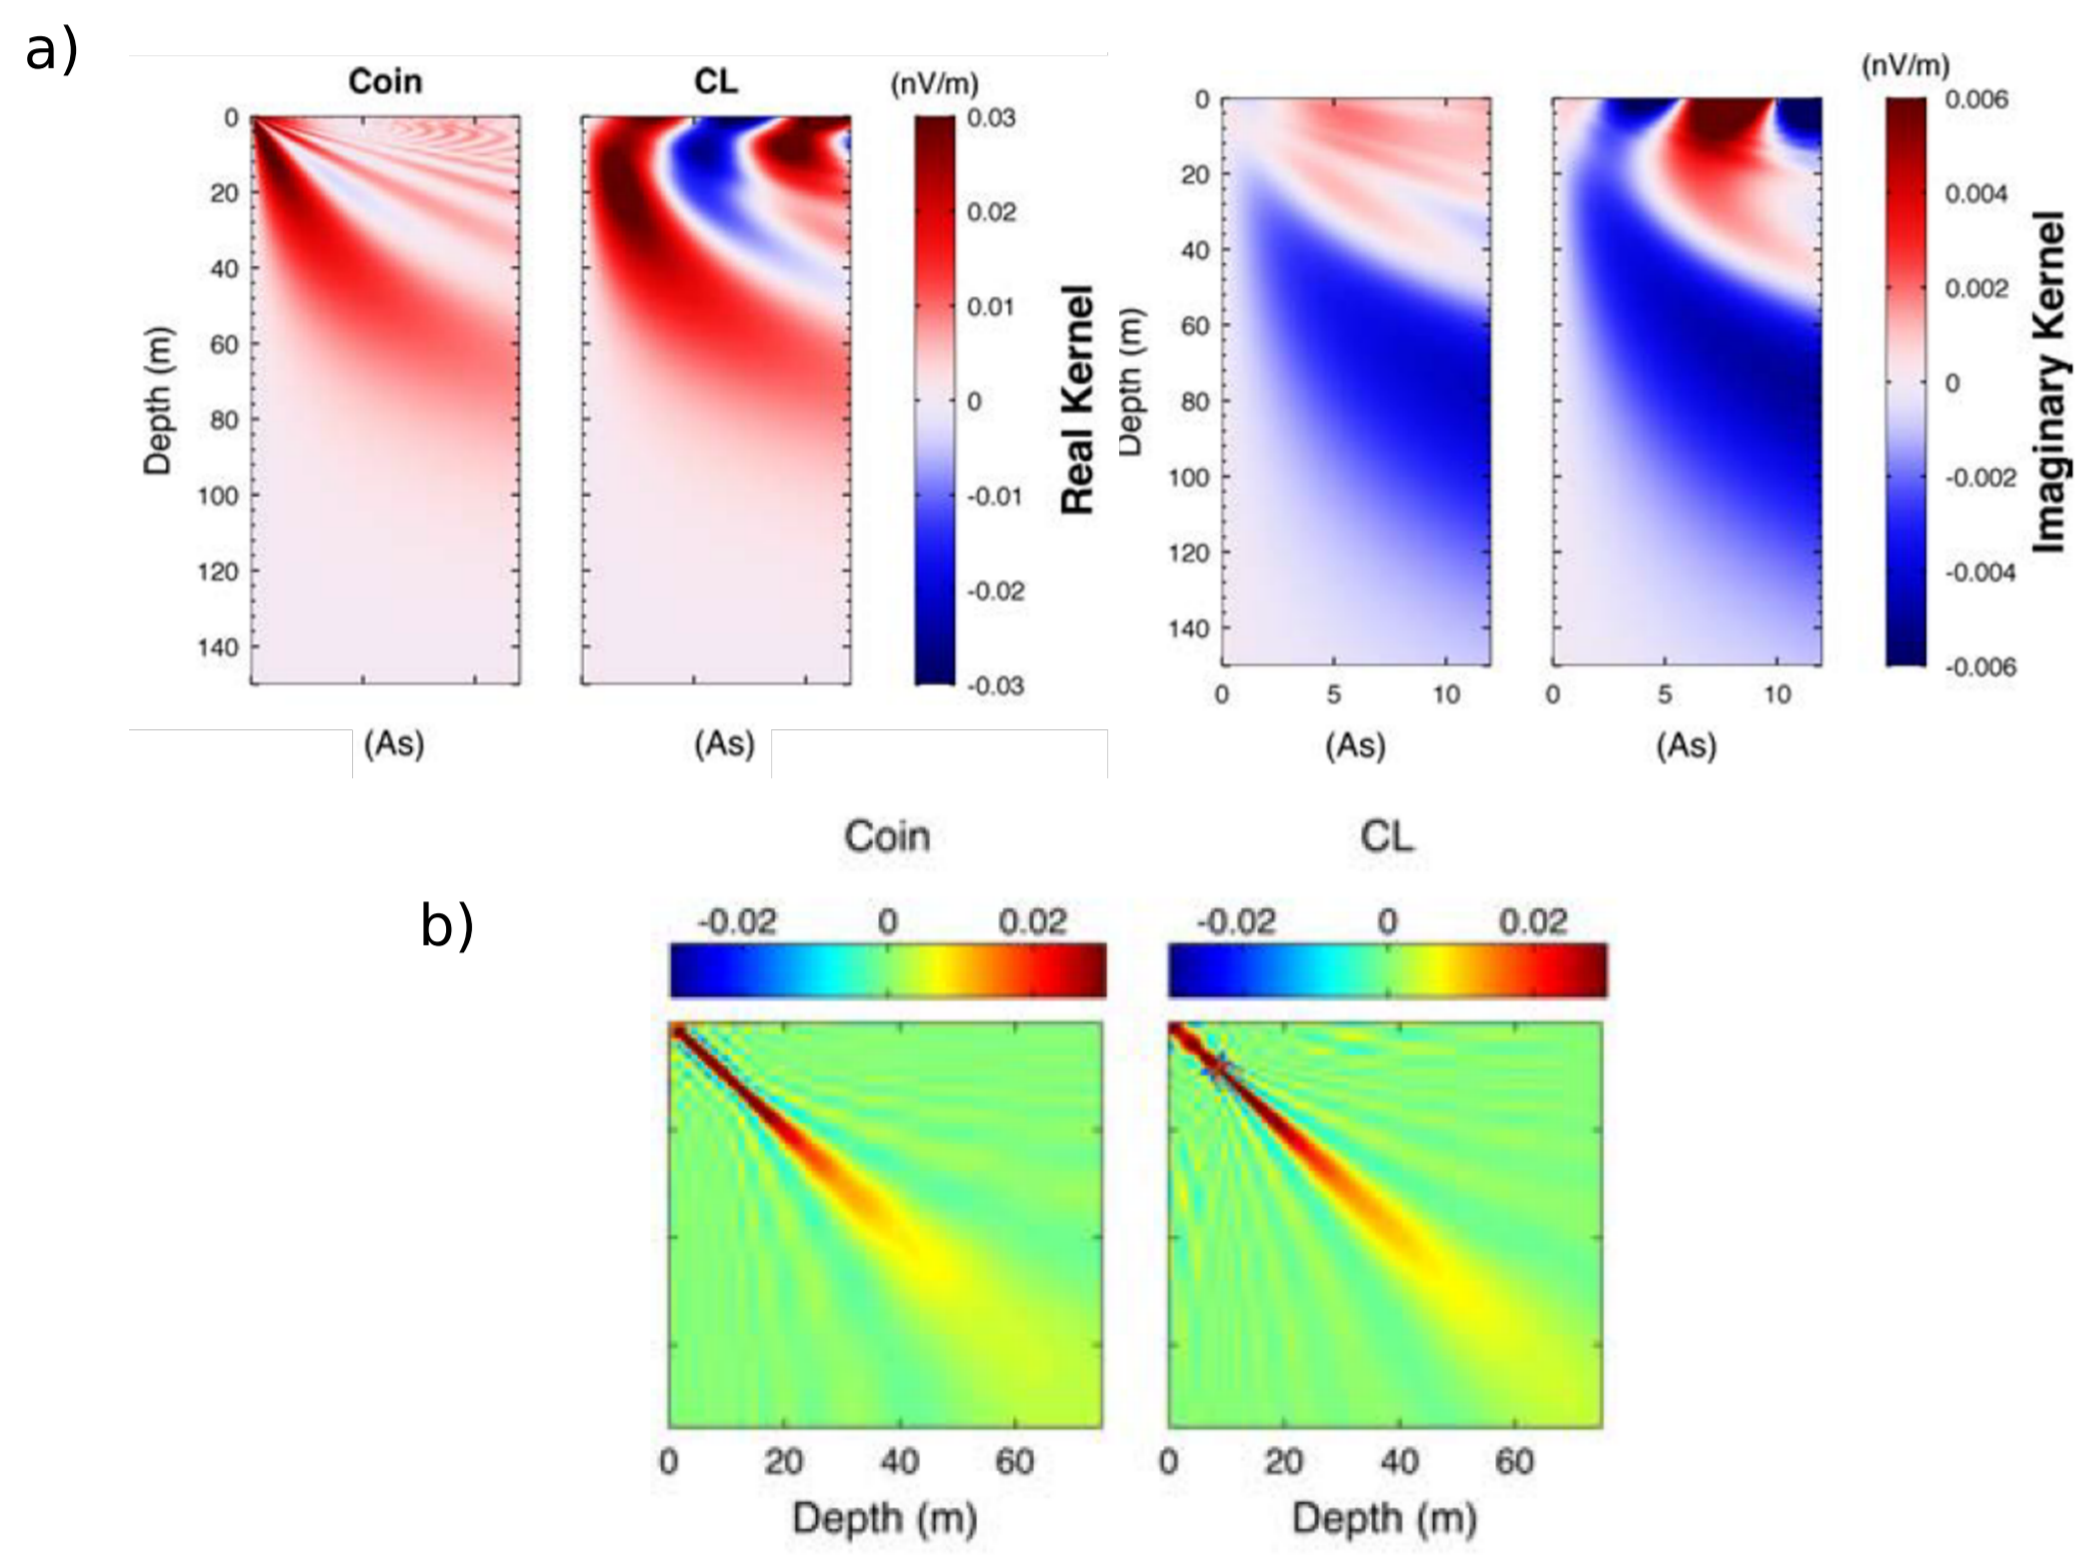 a)
Coin
CL
(nV/m)
0
20
40
60
80
100
120
140
Depth (m)
0.03
0.02
0.01
0
-0.01
-0.02
-0.03
Real Kernel
(As)
(As)
(nV/m)
0
20
40
60
80
100
120
140
Depth (m)
0 5 10
0 5 10
0.006
0.004
0.002
0
-0.002
-0.004
-0.006
Imaginary Kernel
(As)
(As)
b)
Coin
CL
-0.02 0 0.02
-0.02 0 0.02
0 20 40 60
0 20 40 60
Depth (m)
Depth (m)